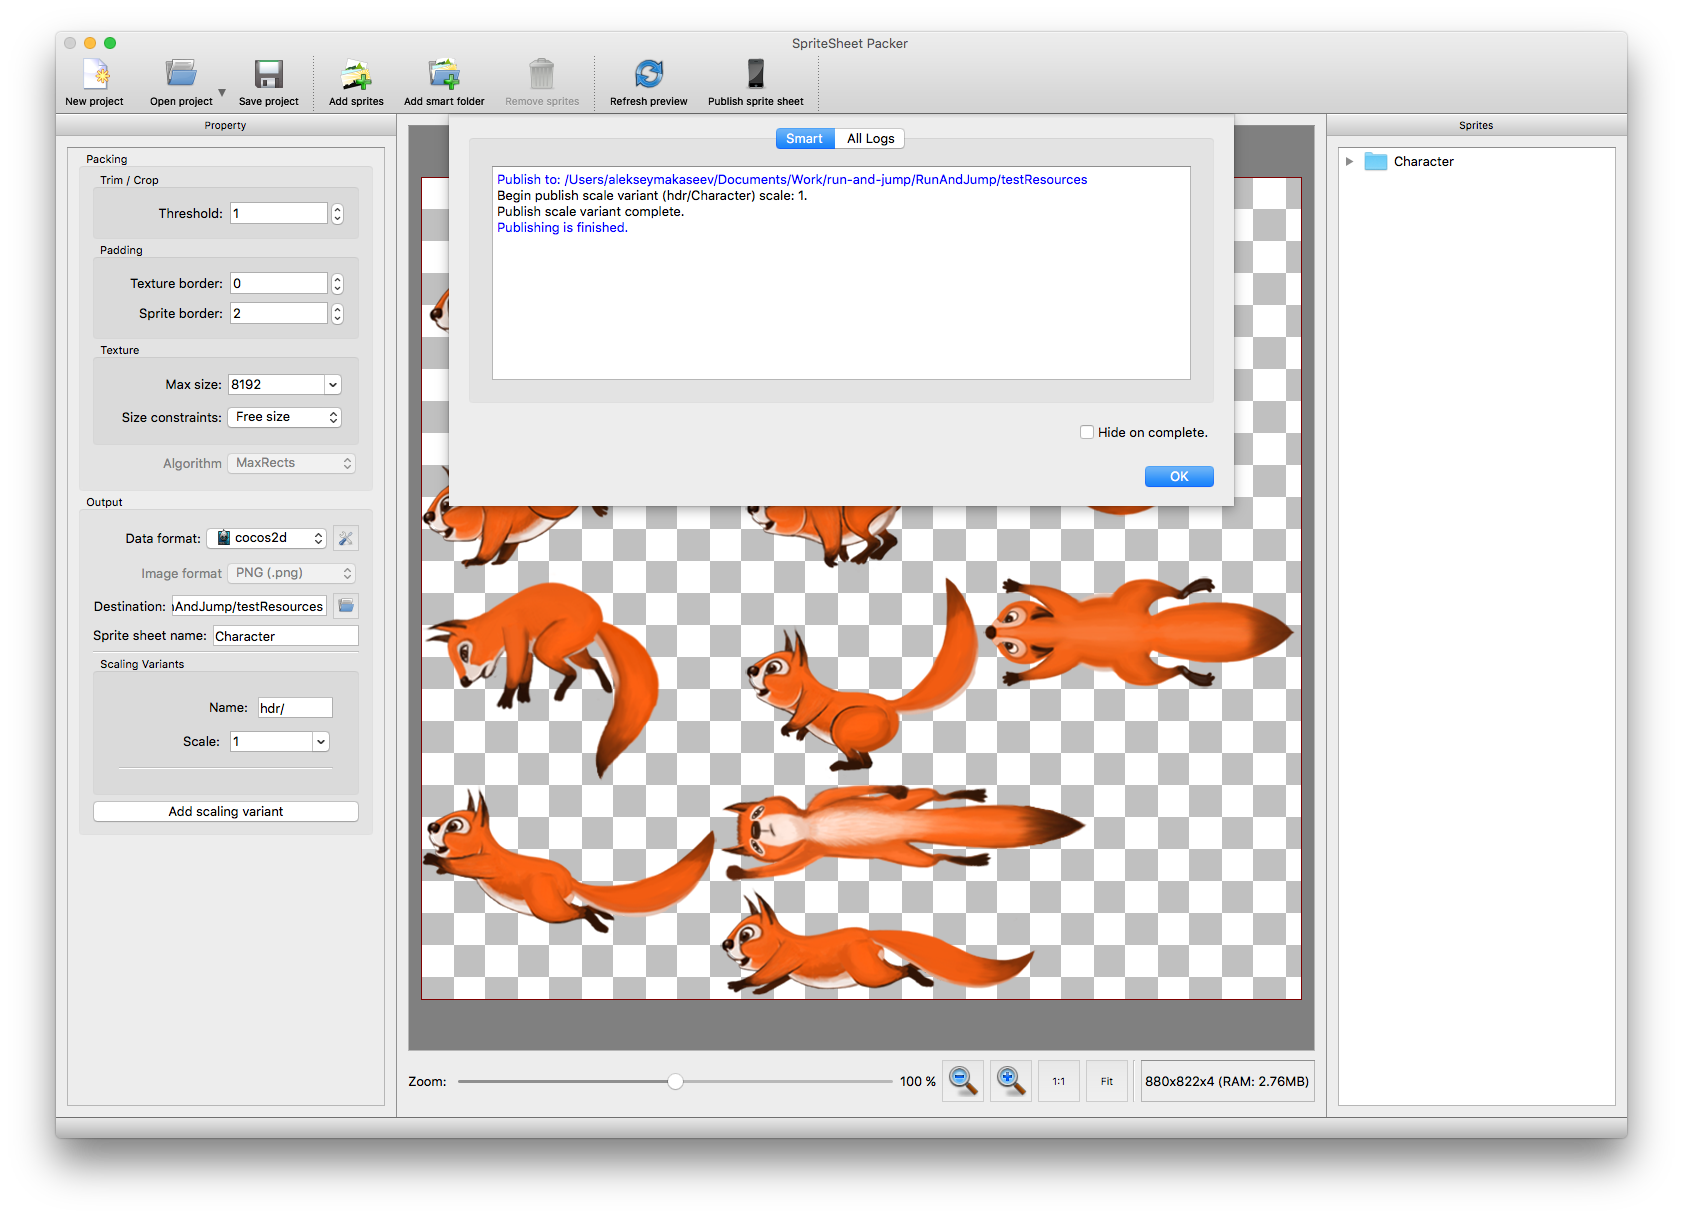 SpriteSheet Packer
New project
Open project
Save project
Add sprites
Add smart folder
Remove sprites
Refresh preview
Publish sprite sheet
Property
Packing
Trim / Crop
Threshold: 1
Padding
Texture border: 0
Sprite border: 2
Texture
Max size: 8192
Size constraints: Free size
Algorithm MaxRects
Output
Data format: cocos2d
Image format PNG (.png)
Destination: AndJump/testResources
Sprite sheet name: Character
Scaling Variants
Name: hdr/
Scale: 1
Add scaling variant
Smart
All Logs
Publish to: /Users/alekseymakaseev/Documents/Work/run-and-jump/RunAndJump/testResources
Begin publish scale variant (hdr/Character) scale: 1.
Publish scale variant complete.
Publishing is finished.
Hide on complete.
OK
Zoom:
100 %
1:1
Fit
880x822x4 (RAM: 2.76MB)
Sprites
Character